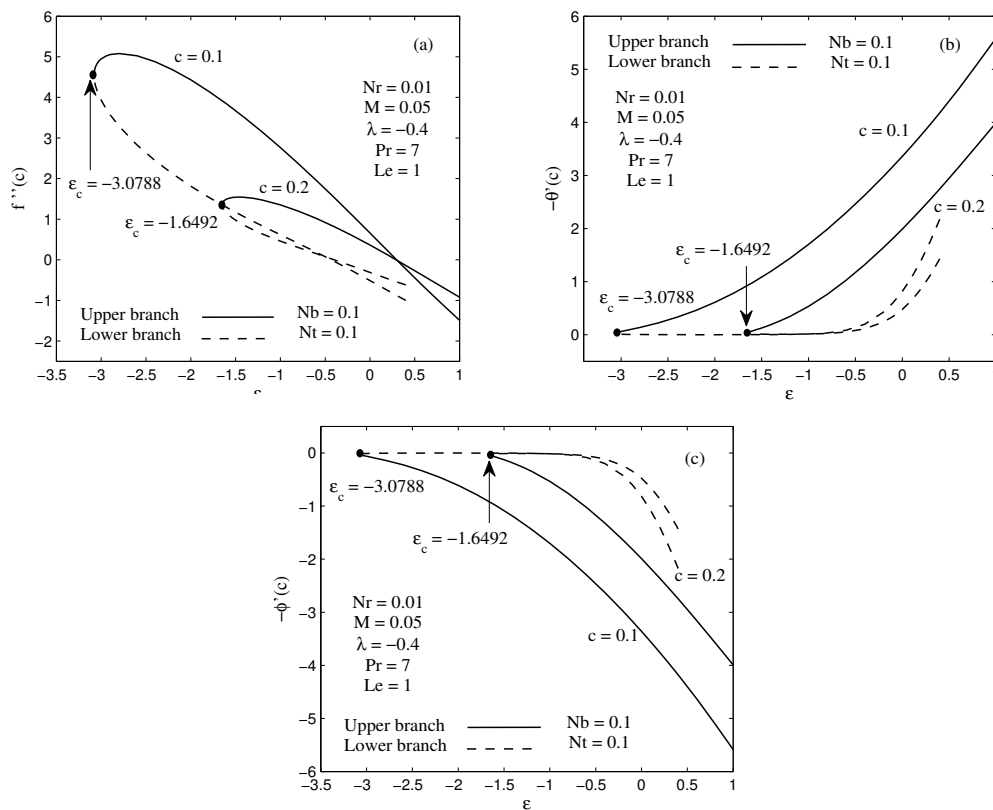 (a)
c = 0.1
Nr = 0.01
M = 0.05
λ = −0.4
Pr = 7
Le = 1
ε_c = −3.0788
c = 0.2
ε_c = −1.6492
Upper branch Nb = 0.1
Lower branch Nt = 0.1
f ''(c)
6
5
4
3
2
1
0
−1
−2
−3.5 −3 −2.5 −2 −1.5 −1 −0.5 0 0.5 1
(b)
Upper branch Nb = 0.1
Lower branch Nt = 0.1
Nr = 0.01
M = 0.05
λ = −0.4
Pr = 7
Le = 1
c = 0.1
c = 0.2
ε_c = −1.6492
ε_c = −3.0788
−θ'(c)
6
5
4
3
2
1
0
−3 −2.5 −2 −1.5 −1 −0.5 0 0.5
ε
(c)
ε_c = −3.0788
ε_c = −1.6492
c = 0.2
c = 0.1
Nr = 0.01
M = 0.05
λ = −0.4
Pr = 7
Le = 1
Upper branch Nb = 0.1
Lower branch Nt = 0.1
−ϕ'(c)
0
−1
−2
−3
−4
−5
−6
−3.5 −3 −2.5 −2 −1.5 −1 −0.5 0 0.5 1
ε